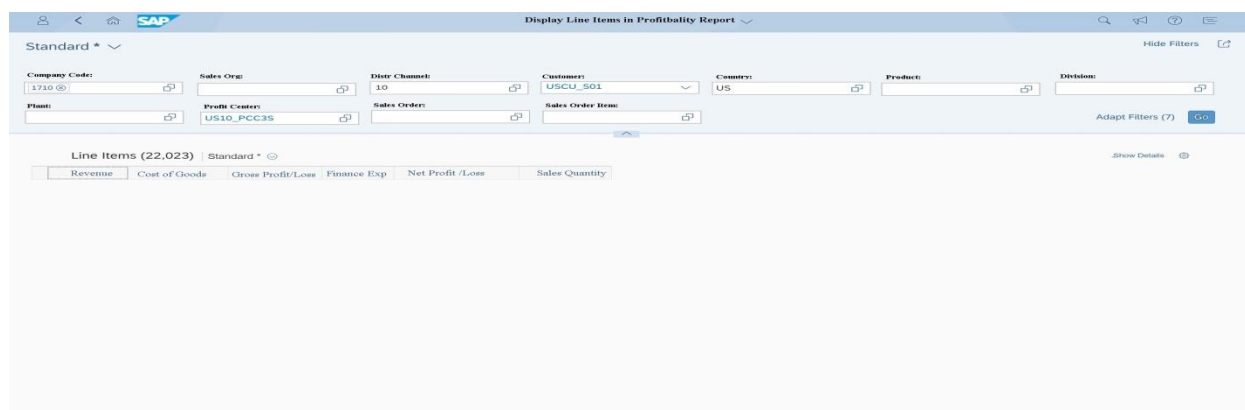 SAP Display Line Items in Profitbality Report
Standard * Hide Filters
Company Code: Sales Org: Distr Channel: Customer: Country: Product: Division:
1710 10 USCU_S01 US
Plant: Profit Center: Sales Order: Sales Order Item:
US10_PCC3S Adapt Filters (7) Go
Line Items (22,023) Standard * Show Details
Revenue Cost of Goods Gross Profit/Loss Finance Exp Net Profit /Loss Sales Quantity